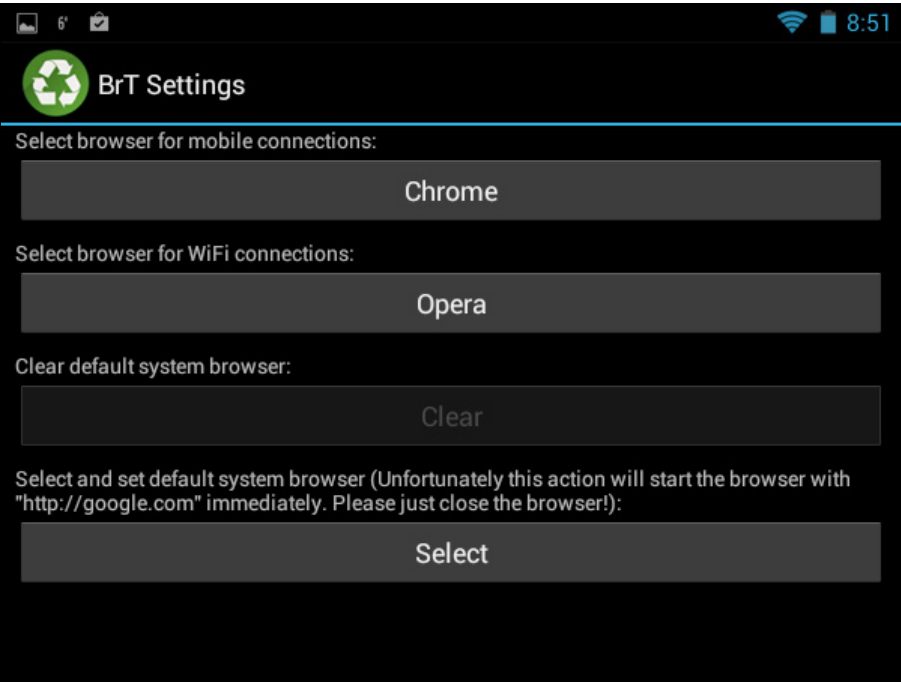 6°
8:51
BrT Settings
Select browser for mobile connections:
Chrome
Select browser for WiFi connections:
Opera
Clear default system browser:
Clear
Select and set default system browser (Unfortunately this action will start the browser with
"http://google.com" immediately. Please just close the browser!):
Select